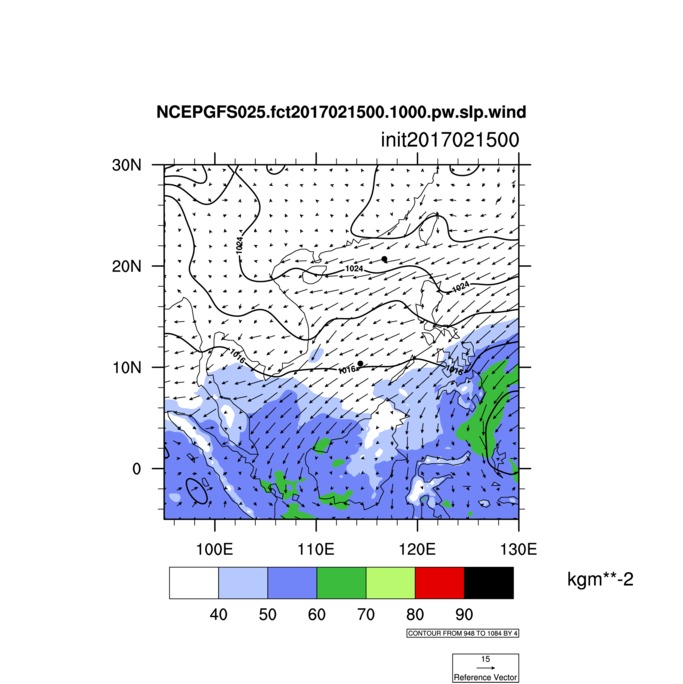 NCEPGFS025.fct2017021500.1000.pw.slp.wind
init2017021500
30N
20N
10N
0
1024
1024
1024
1016
1016
1016
100E
110E
120E
130E
40
50
60
70
80
90
kgm**-2
CONTOUR FROM 948 TO 1084 BY 4
15
Reference Vector